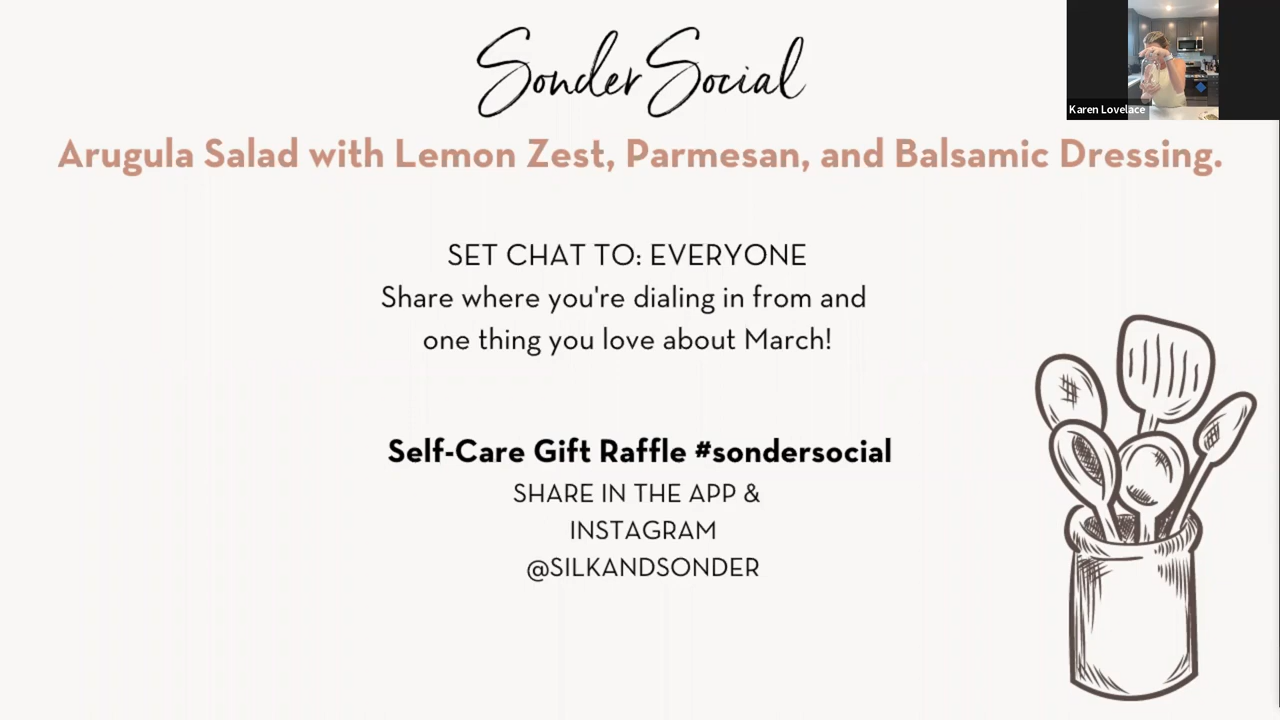 Sonder Social
Karen Lovelace
Arugula Salad with Lemon Zest, Parmesan, and Balsamic Dressing.
SET CHAT TO: EVERYONE
Share where you're dialing in from and
one thing you love about March!
Self-Care Gift Raffle #sondersocial
SHARE IN THE APP &
INSTAGRAM
@SILKANDSONDER